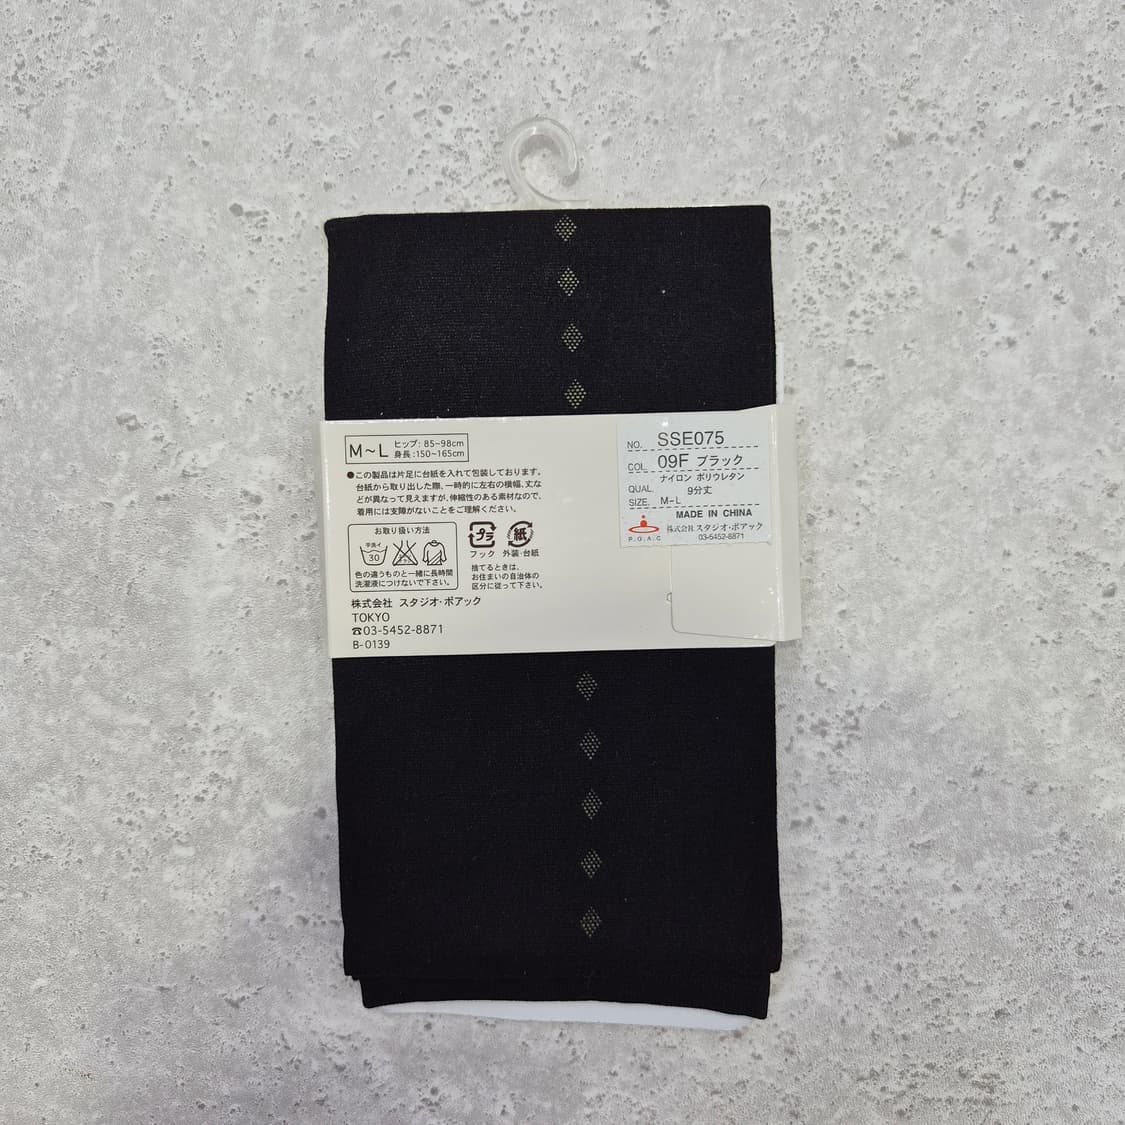 M~L ヒップ: 85~98cm
身長: 150~165cm
●この製品は片足に台紙を入れて包装しております。
台紙から取り出した際、一時的に左右の横幅、丈な
どが異なって見えますが、伸縮性のある素材なので、
着用には支障がないことをご理解ください。
お取り扱い方法
手洗イ
30
色の違うものと一緒に長時間
洗濯液につけないで下さい。
プラ
フック
紙
外装・台紙
捨てるときは、
お住まいの自治体の
区分に従って下さい。
株式会社 スタジオ・ポアック
TOKYO
☎03-5452-8871
B-0139
NO. SSE075
COL. 09F ブラック
ナイロン ポリウレタン
QUAL. 9分丈
SIZE. M-L
MADE IN CHINA
P.O.A.C 株式会社スタジオ・ポアック
03-5452-8871